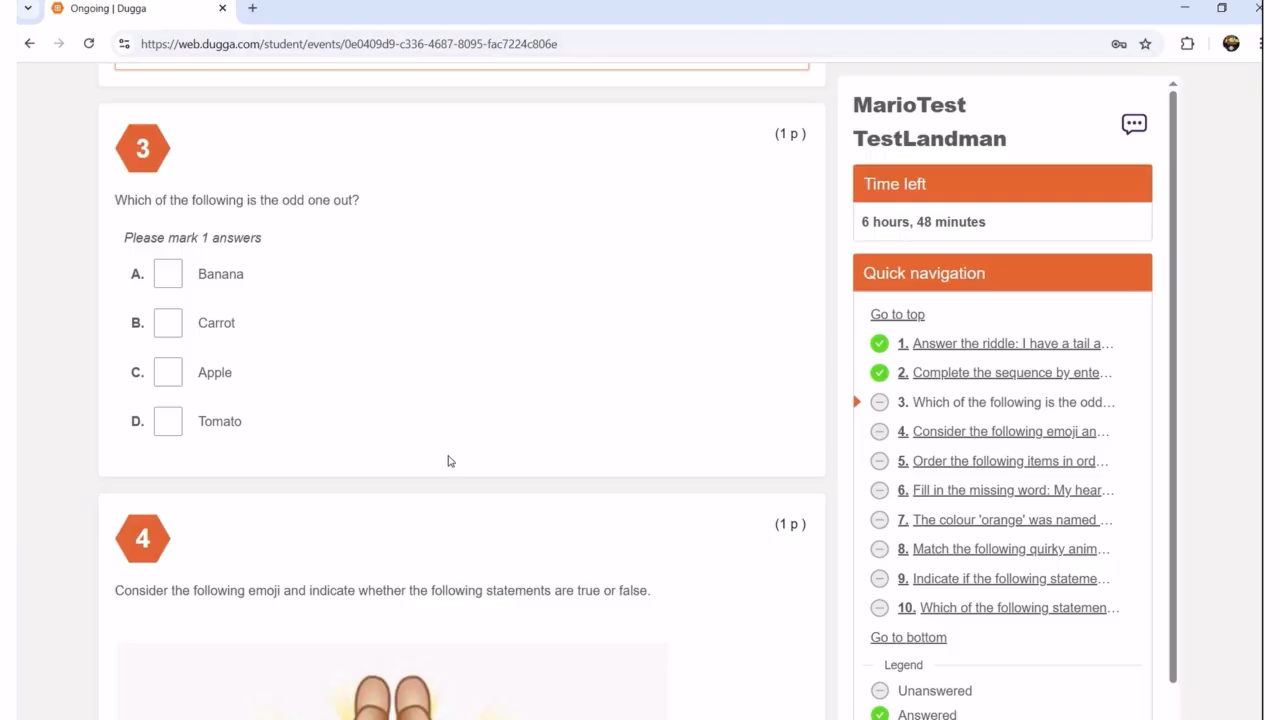 Ongoing | Dugga
https://web.dugga.com/student/events/0e0409d9-c336-4687-8095-fac7224c806e
3
(1 p )
Which of the following is the odd one out?
Please mark 1 answers
A. Banana
B. Carrot
C. Apple
D. Tomato
4
(1 p )
Consider the following emoji and indicate whether the following statements are true or false.
MarioTest
TestLandman
Time left
6 hours, 48 minutes
Quick navigation
Go to top
1. Answer the riddle: I have a tail a...
2. Complete the sequence by ente...
3. Which of the following is the odd...
4. Consider the following emoji an...
5. Order the following items in ord...
6. Fill in the missing word: My hear...
7. The colour 'orange' was named ...
8. Match the following quirky anim...
9. Indicate if the following stateme...
10. Which of the following statemen...
Go to bottom
Legend
Unanswered
Answered